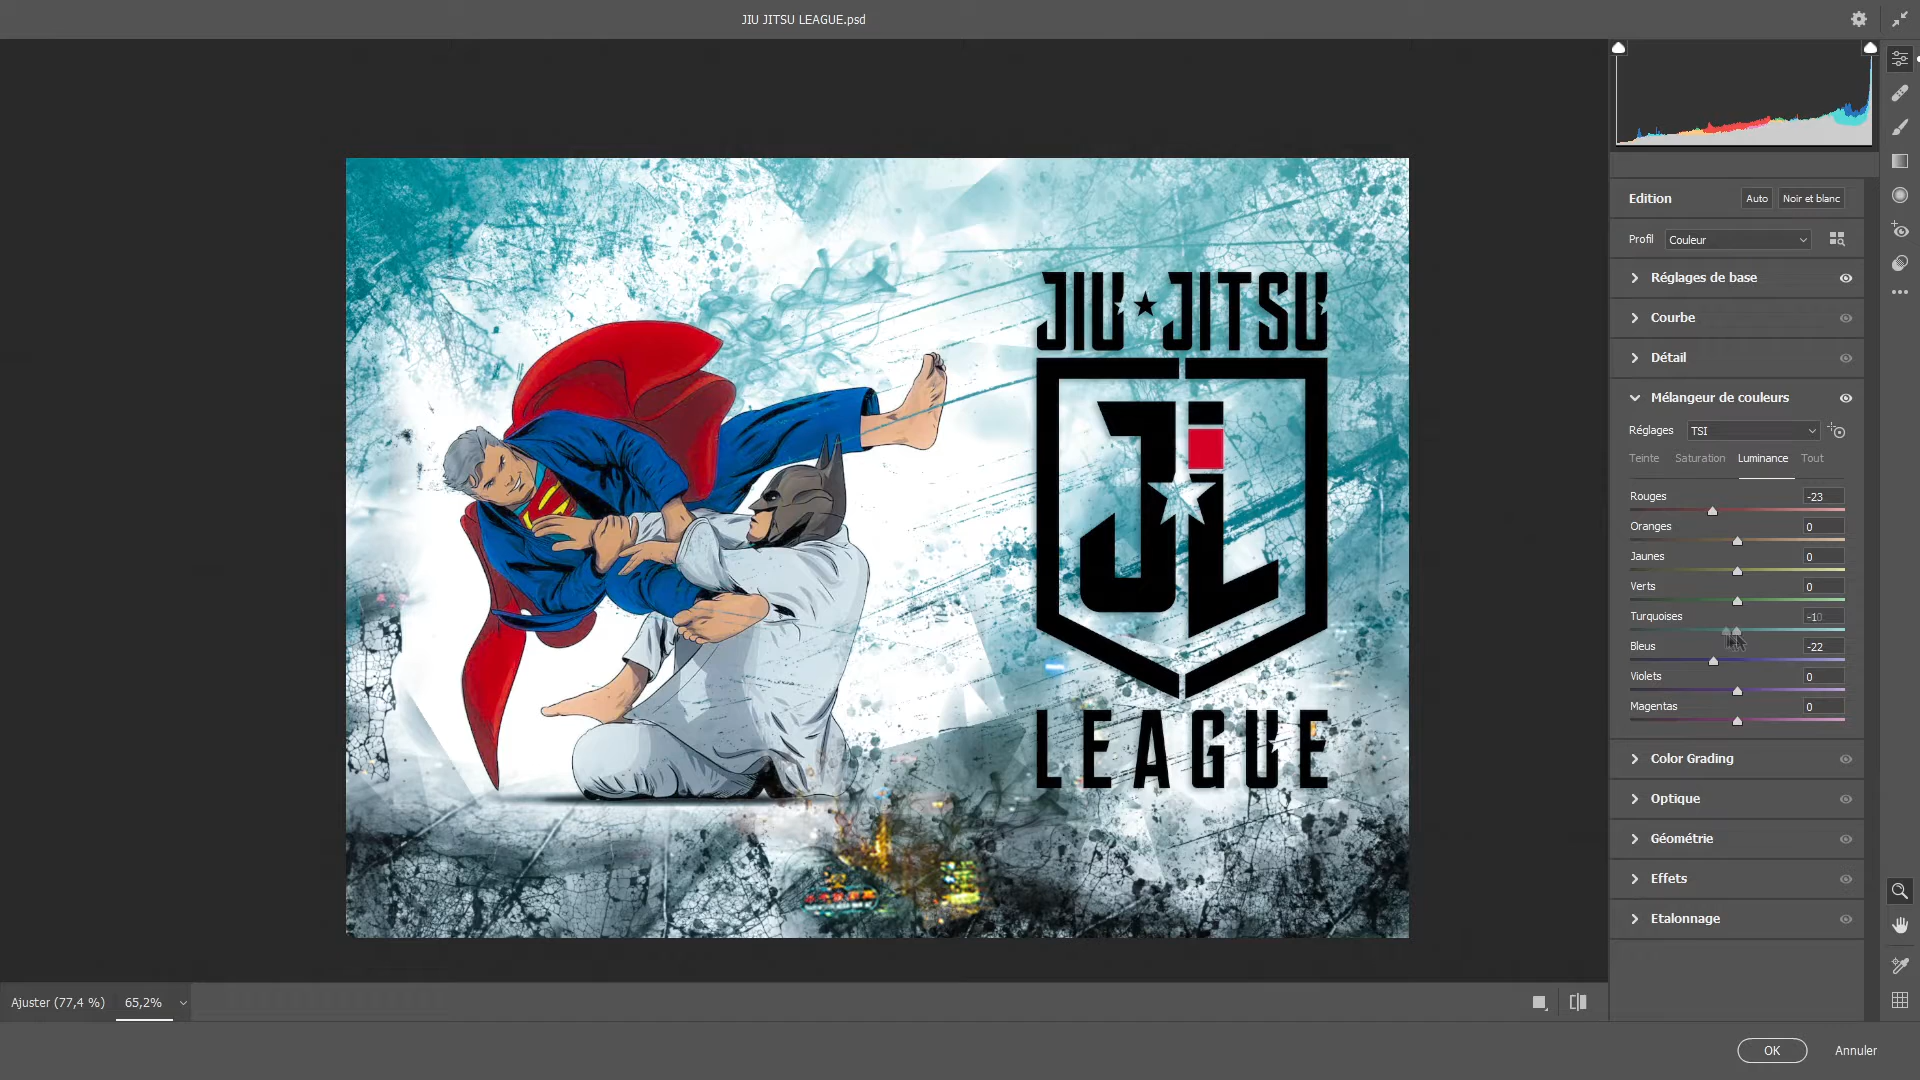 JIU JITSU LEAGUE.psd
Edition
Auto
Noir et blanc
Profil
Couleur
Réglages de base
Courbe
Détail
Mélangeur de couleurs
Réglages
TSI
Teinte
Saturation
Luminance
Tout
Rouges
-23
Oranges
0
Jaunes
0
Verts
0
Turquoises
-10
Bleus
-22
Violets
0
Magentas
0
Color Grading
Optique
Géométrie
Effets
Etalonnage
JIU JITSU
JL
LEAGUE
Ajuster (77,4 %)
65,2%
OK
Annuler